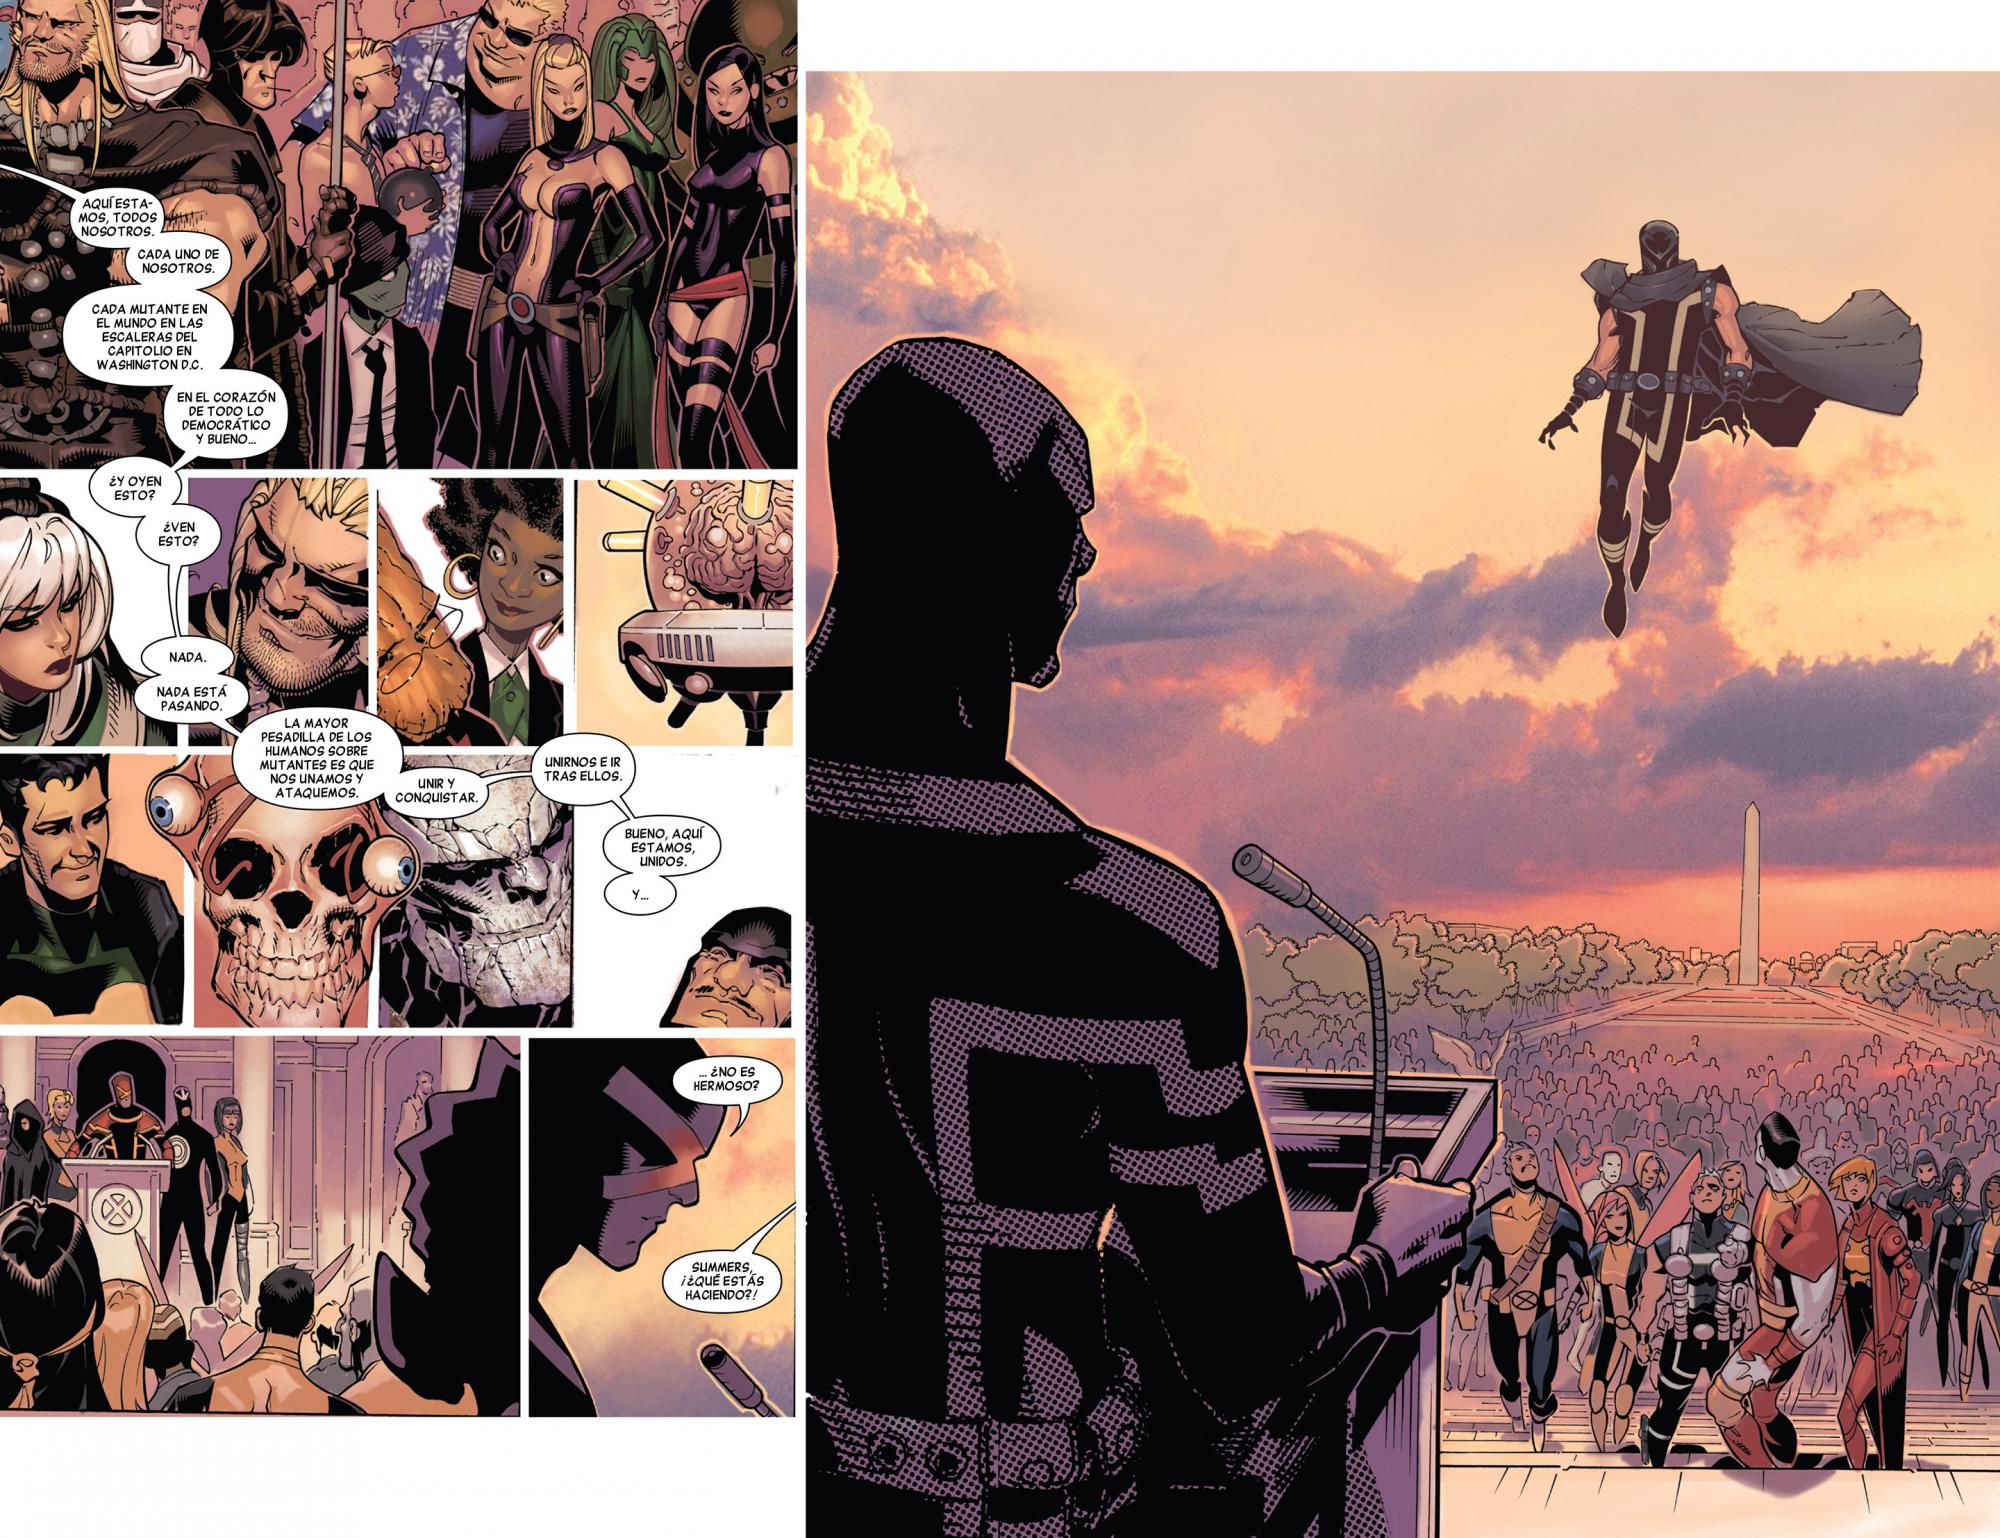 AQUÍ ESTA-
MOS, TODOS
NOSOTROS.
CADA UNO DE
NOSOTROS.
CADA MUTANTE EN
EL MUNDO EN LAS
ESCALERAS DEL
CAPITOLIO EN
WASHINGTON D.C.
EN EL CORAZÓN
DE TODO LO
DEMOCRÁTICO
Y BUENO...
¿Y OYEN
ESTO?
¿VEN
ESTO?
NADA.
NADA ESTÁ
PASANDO.
LA MAYOR
PESADILLA DE LOS
HUMANOS SOBRE
MUTANTES ES QUE
NOS UNAMOS Y
ATAQUEMOS.
UNIR Y
CONQUISTAR.
UNIRNOS E IR
TRAS ELLOS.
BUENO, AQUÍ
ESTAMOS,
UNIDOS.
Y...
... ¿NO ES
HERMOSO?
SUMMERS,
¡¿QUÉ ESTÁS
HACIENDO?!